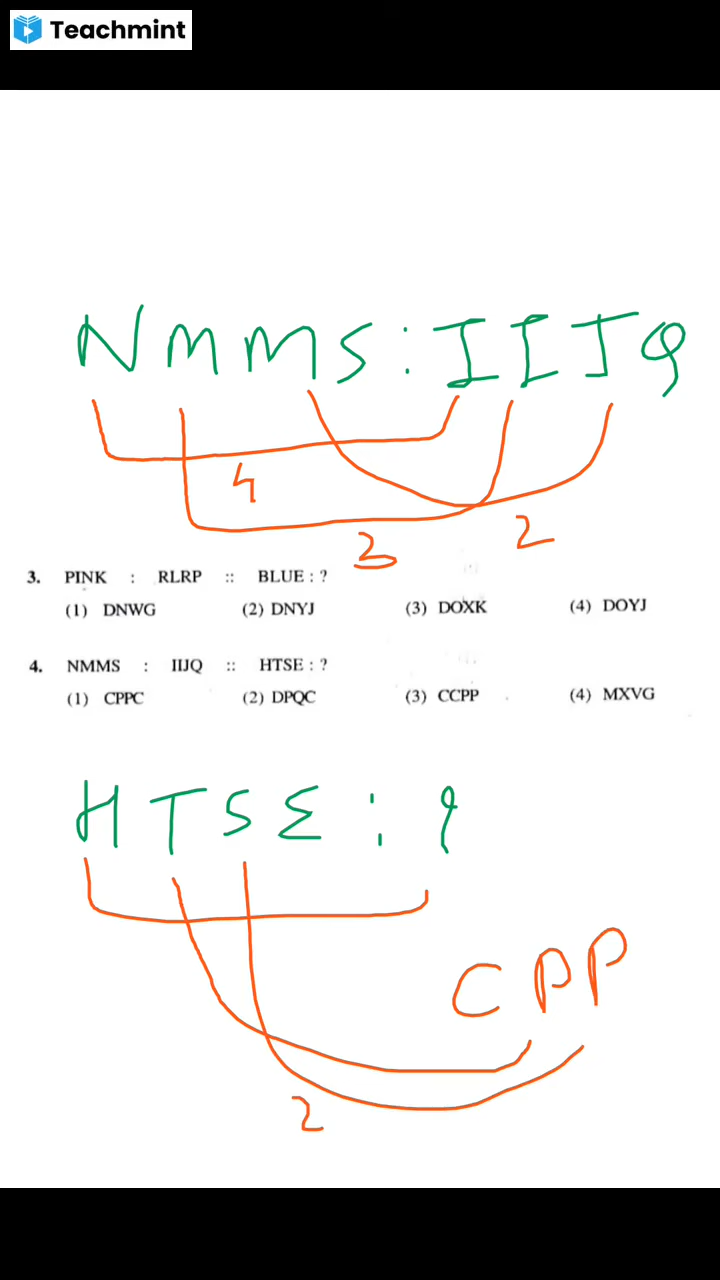 Teachmint
NMMS : IIJQ
4
3
2
3. PINK : RLRP :: BLUE : ?
(1) DNWG (2) DNYJ (3) DOXK (4) DOYJ
4. NMMS : IIJQ :: HTSE : ?
(1) CPPC (2) DPQC (3) CCPP (4) MXVG
HTSE : ?
CPP
2